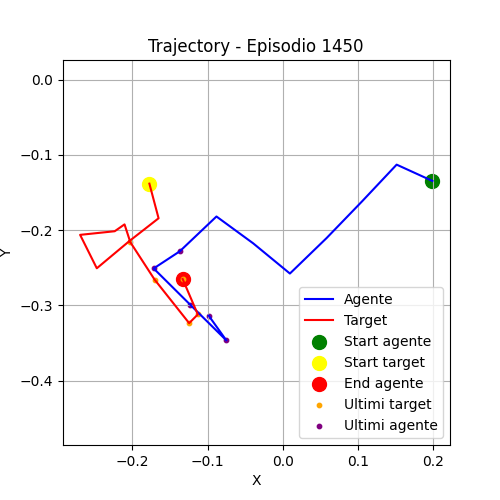 Trajectory - Episodio 1450
Y
0.0
−0.1
−0.2
−0.3
−0.4
Agente
Target
Start agente
Start target
End agente
Ultimi target
Ultimi agente
−0.2
−0.1
0.0
0.1
0.2
X